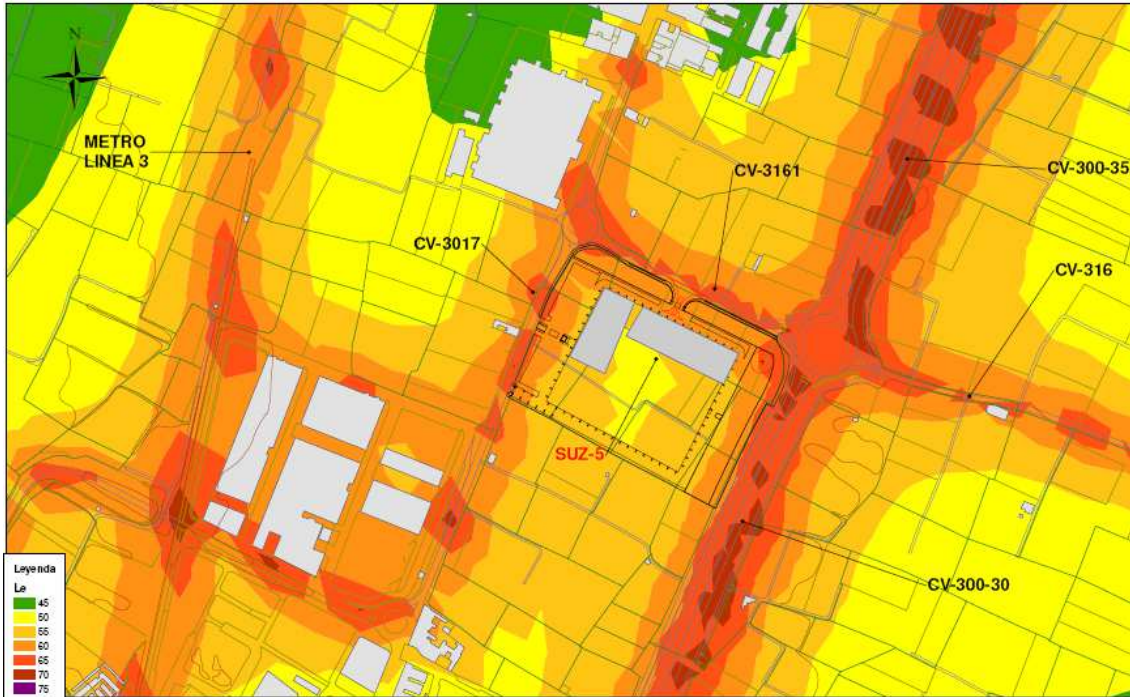 N
METRO
LINEA 3
CV-3161
CV-300-35
CV-3017
CV-316
SUZ-5
CV-300-30
Leyenda
Le
45
50
55
60
65
70
75